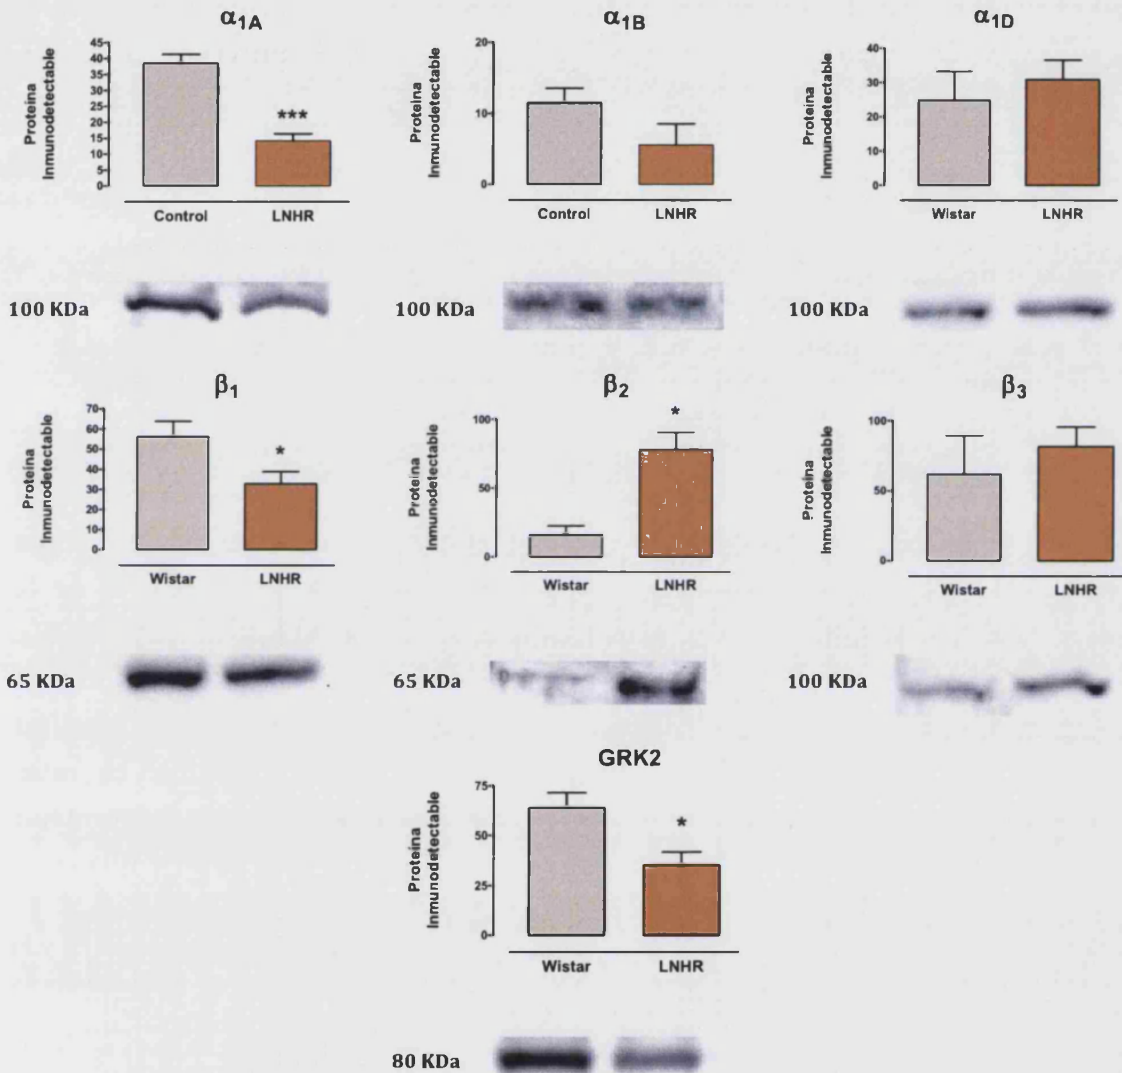 α1A
Proteina
Inmunodetectable
45
40
35
30
25
20
15
10
5
0
***
Control LNHR
100 KDa
α1B
Proteina
Inmunodetectable
20
10
0
Control LNHR
100 KDa
α1D
Proteina
Inmunodetectable
40
30
20
10
0
Wistar LNHR
100 KDa
β1
Proteina
Inmunodetectable
70
60
50
40
30
20
10
0
*
Wistar LNHR
65 KDa
β2
Proteina
Inmunodetectable
100
50
0
*
Wistar LNHR
65 KDa
β3
Proteina
Inmunodetectable
100
50
0
Wistar LNHR
100 KDa
GRK2
Proteina
Inmunodetectable
75
50
25
0
*
Wistar LNHR
80 KDa